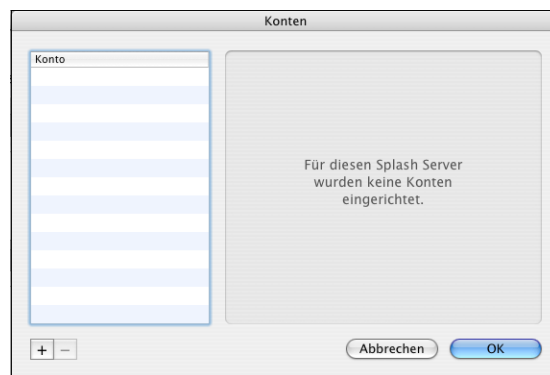 Konten
Konto
Für diesen Splash Server
wurden keine Konten
eingerichtet.
+ −
Abbrechen
OK